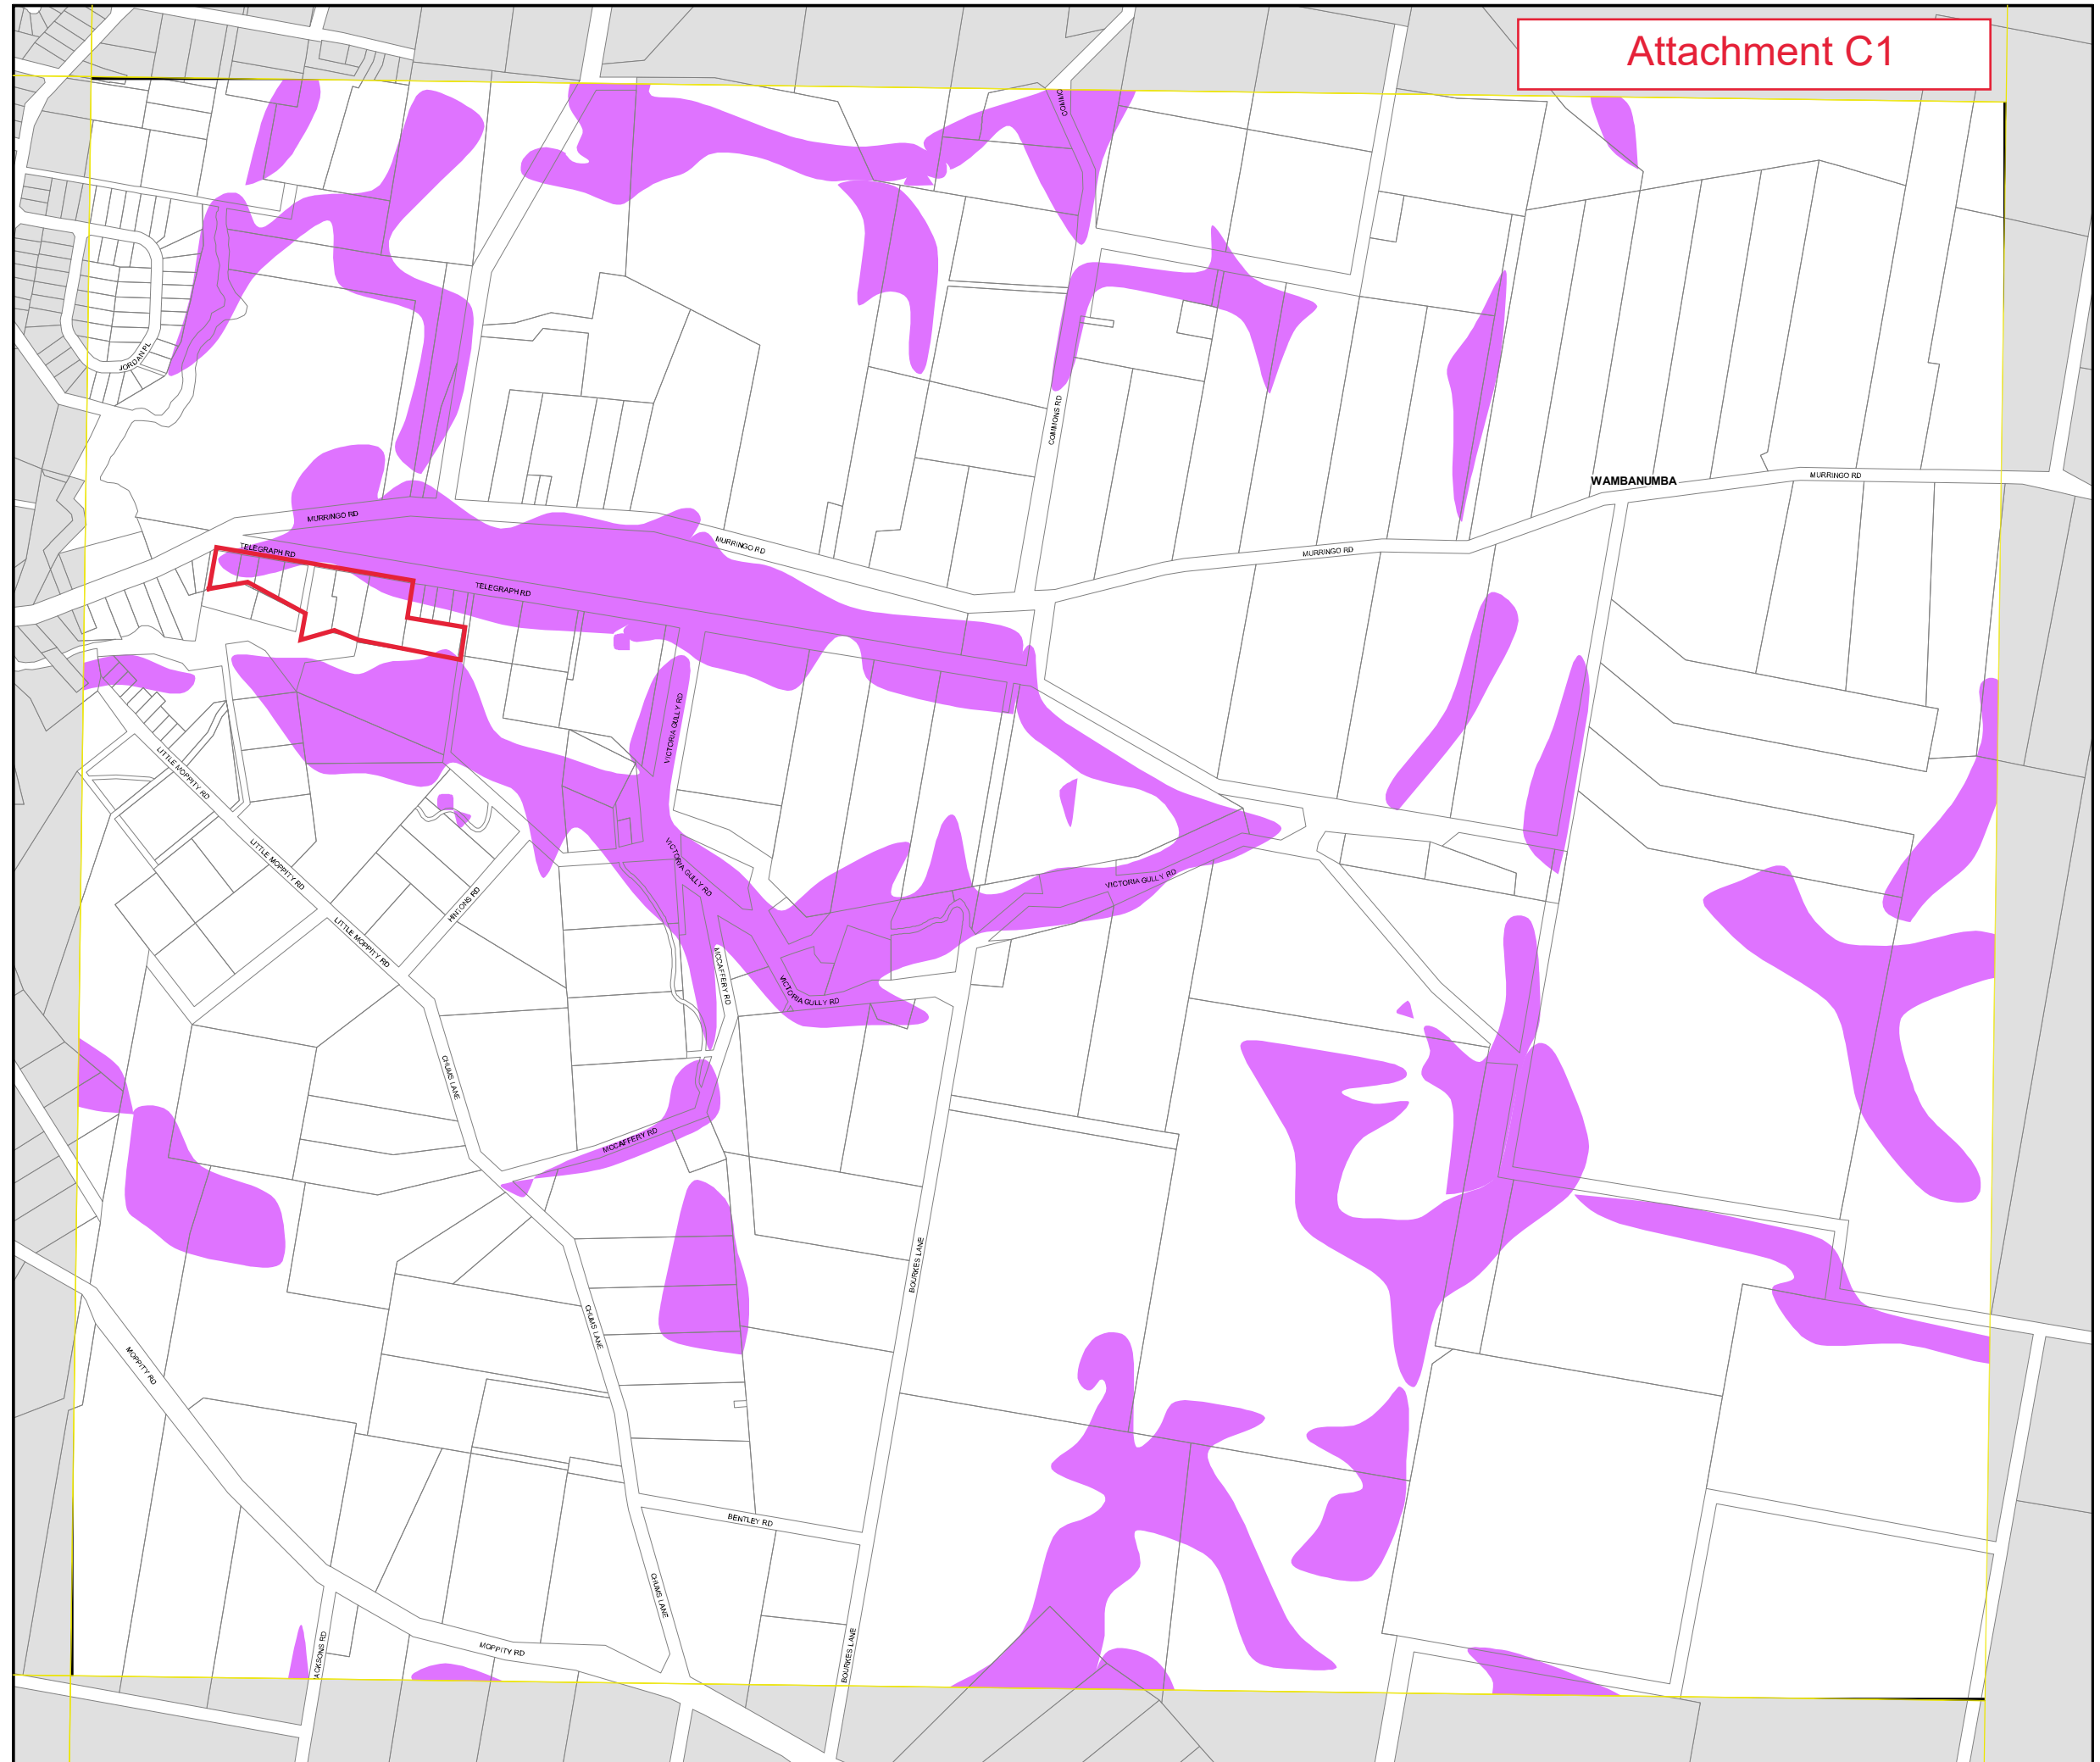 Attachment C1
COMMO
JORDAN PL
COMMONS RD
WAMBANUMBA
MURRINGO RD
MURRINGO RD
MURRINGO RD
TELEGRAPH RD
MURRINGO RD
TELEGRAPH RD
VICTORIA GULLY RD
LITTLE MOPPITY RD
LITTLE MOPPITY RD
VICTORIA GULLY RD
VICTORIA GULLY RD
HINTONS RD
LITTLE MOPPITY RD
MCCAFFERY RD
VICTORIA GULLY RD
CHUMS LANE
MCCAFFERY RD
BOURKES LANE
CHUMS LANE
MOPPITY RD
BENTLEY RD
CHUMS LANE
MOPPITY RD
ACKSONS RD
BOURKES LANE